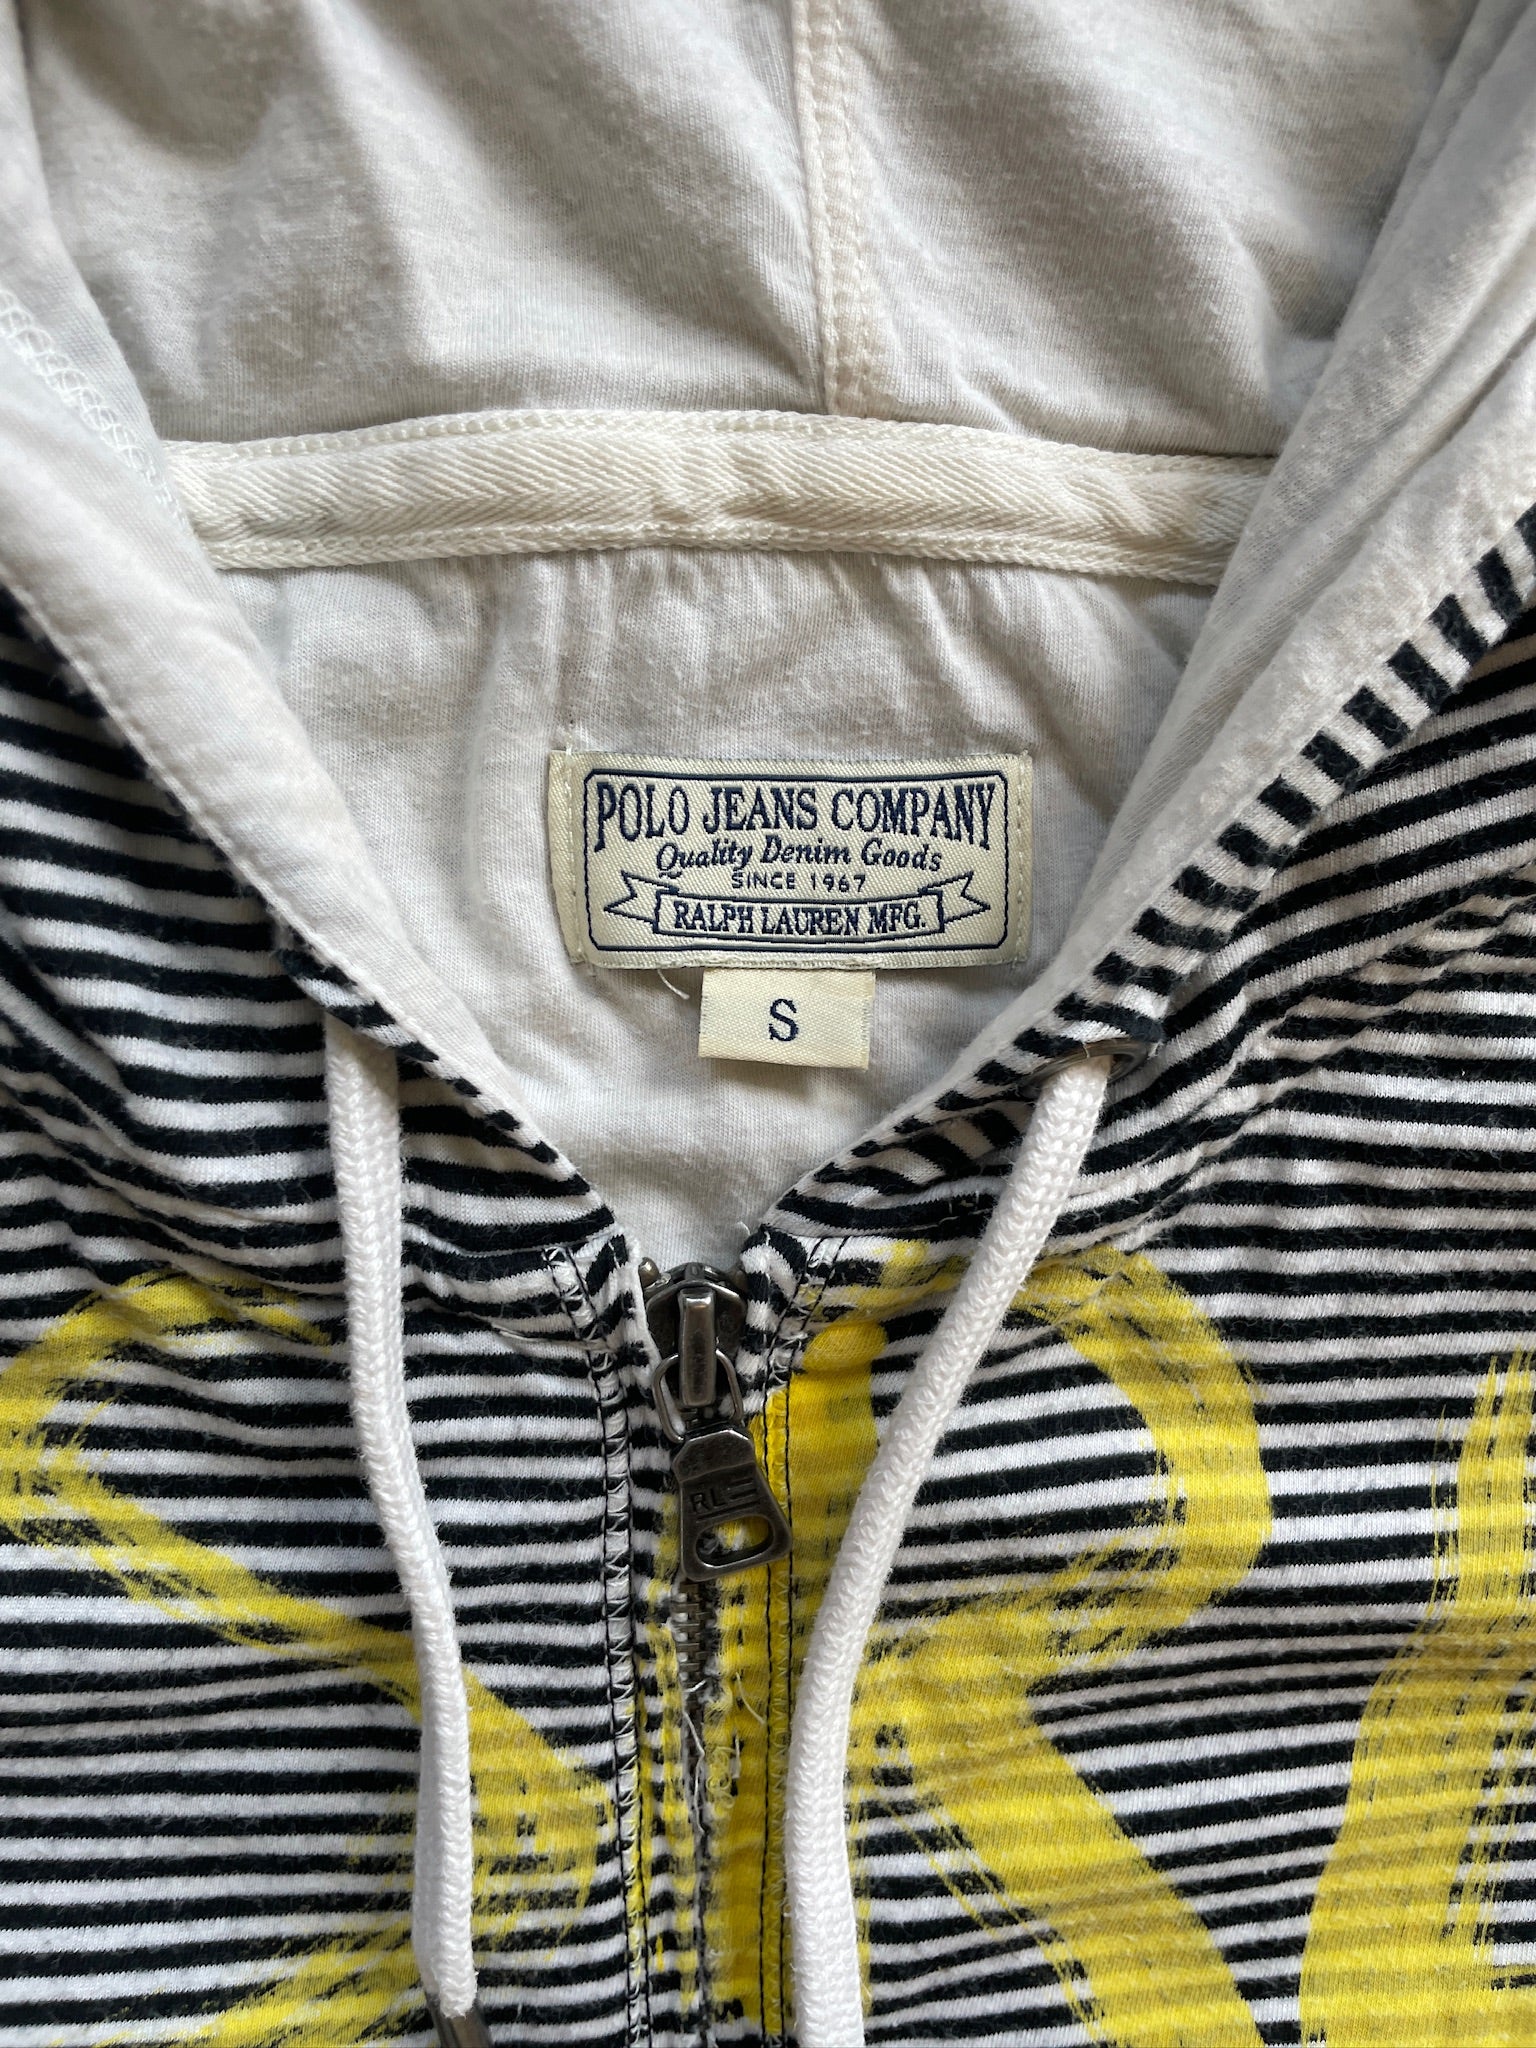 POLO JEANS COMPANY
Quality Denim Goods
SINCE 1967
RALPH LAUREN MFG.
S
RL